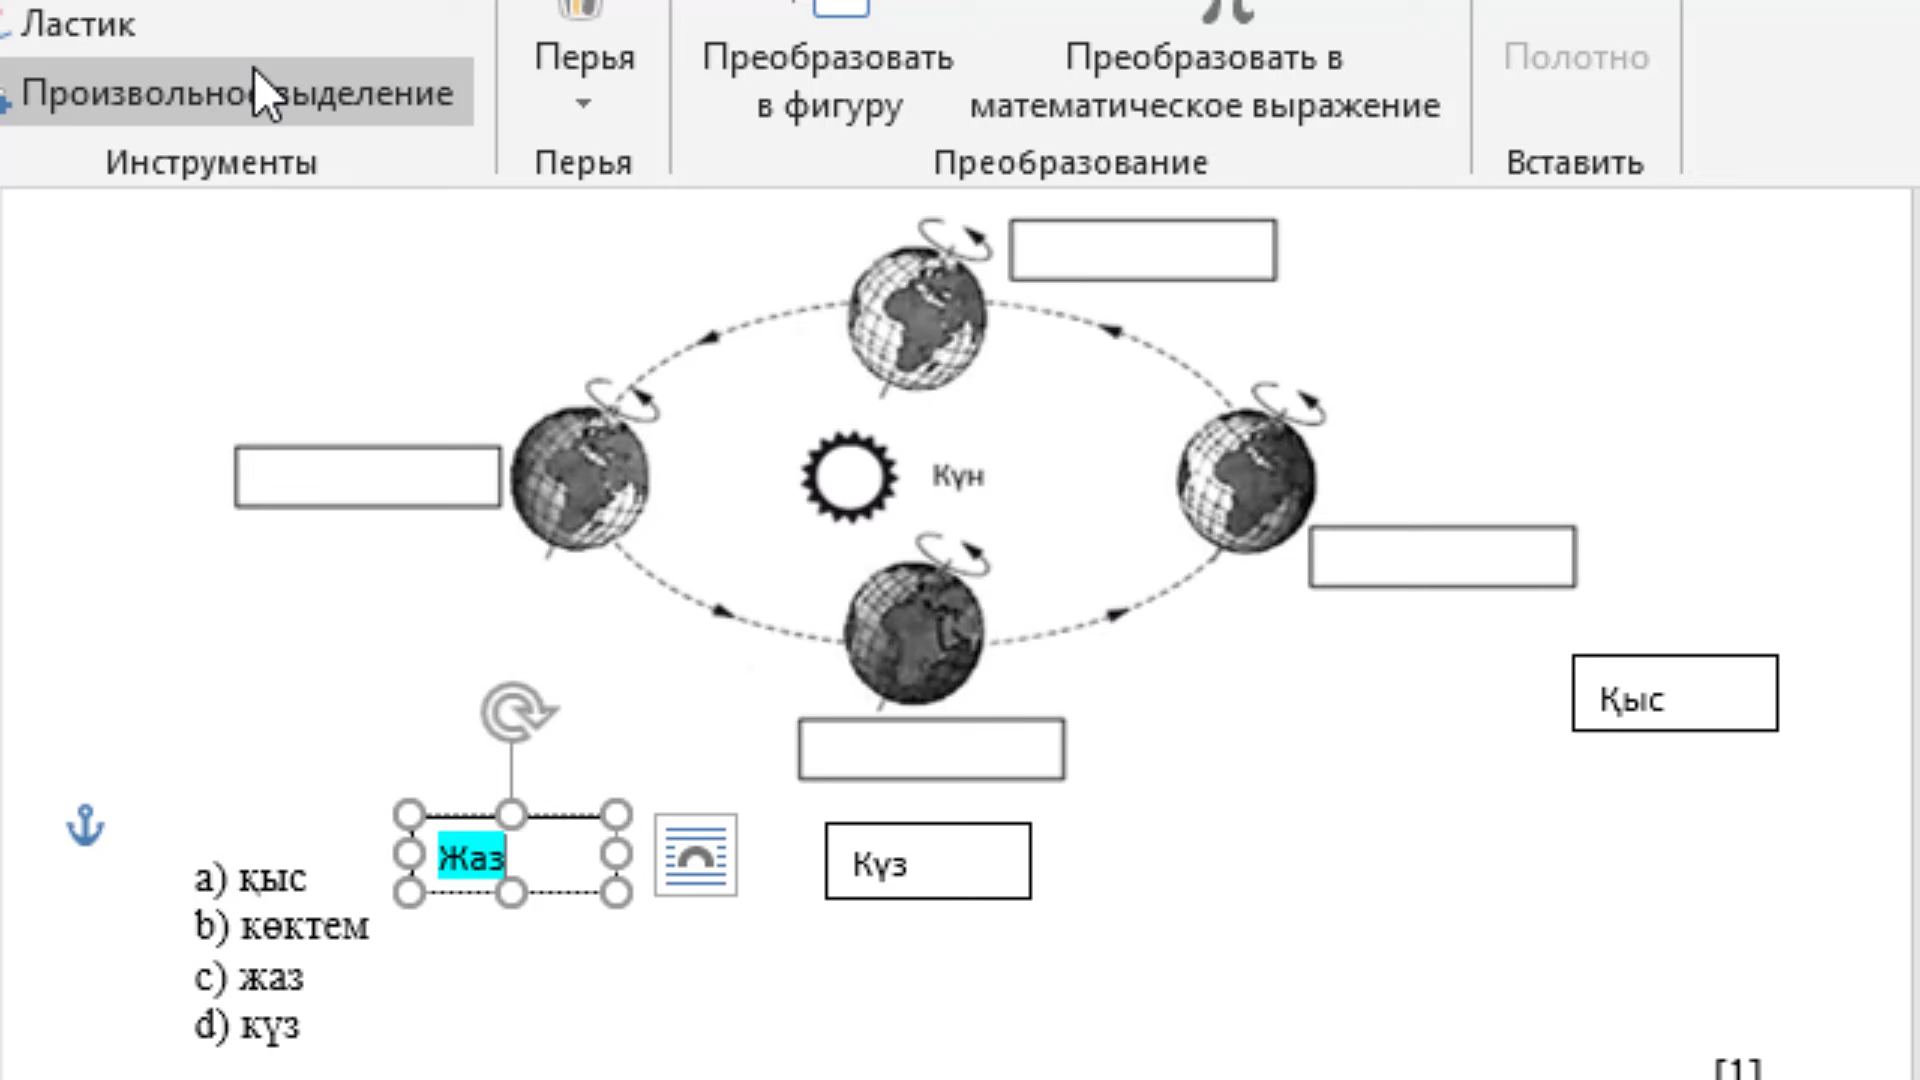 Ластик
Произвольное выделение
Инструменты
Перья
Перья
Преобразовать
в фигуру
Преобразовать в
математическое выражение
Преобразование
Полотно
Вставить
Күн
Қыс
Жаз
Күз
a) қыс
b) көктем
c) жаз
d) күз
[1]